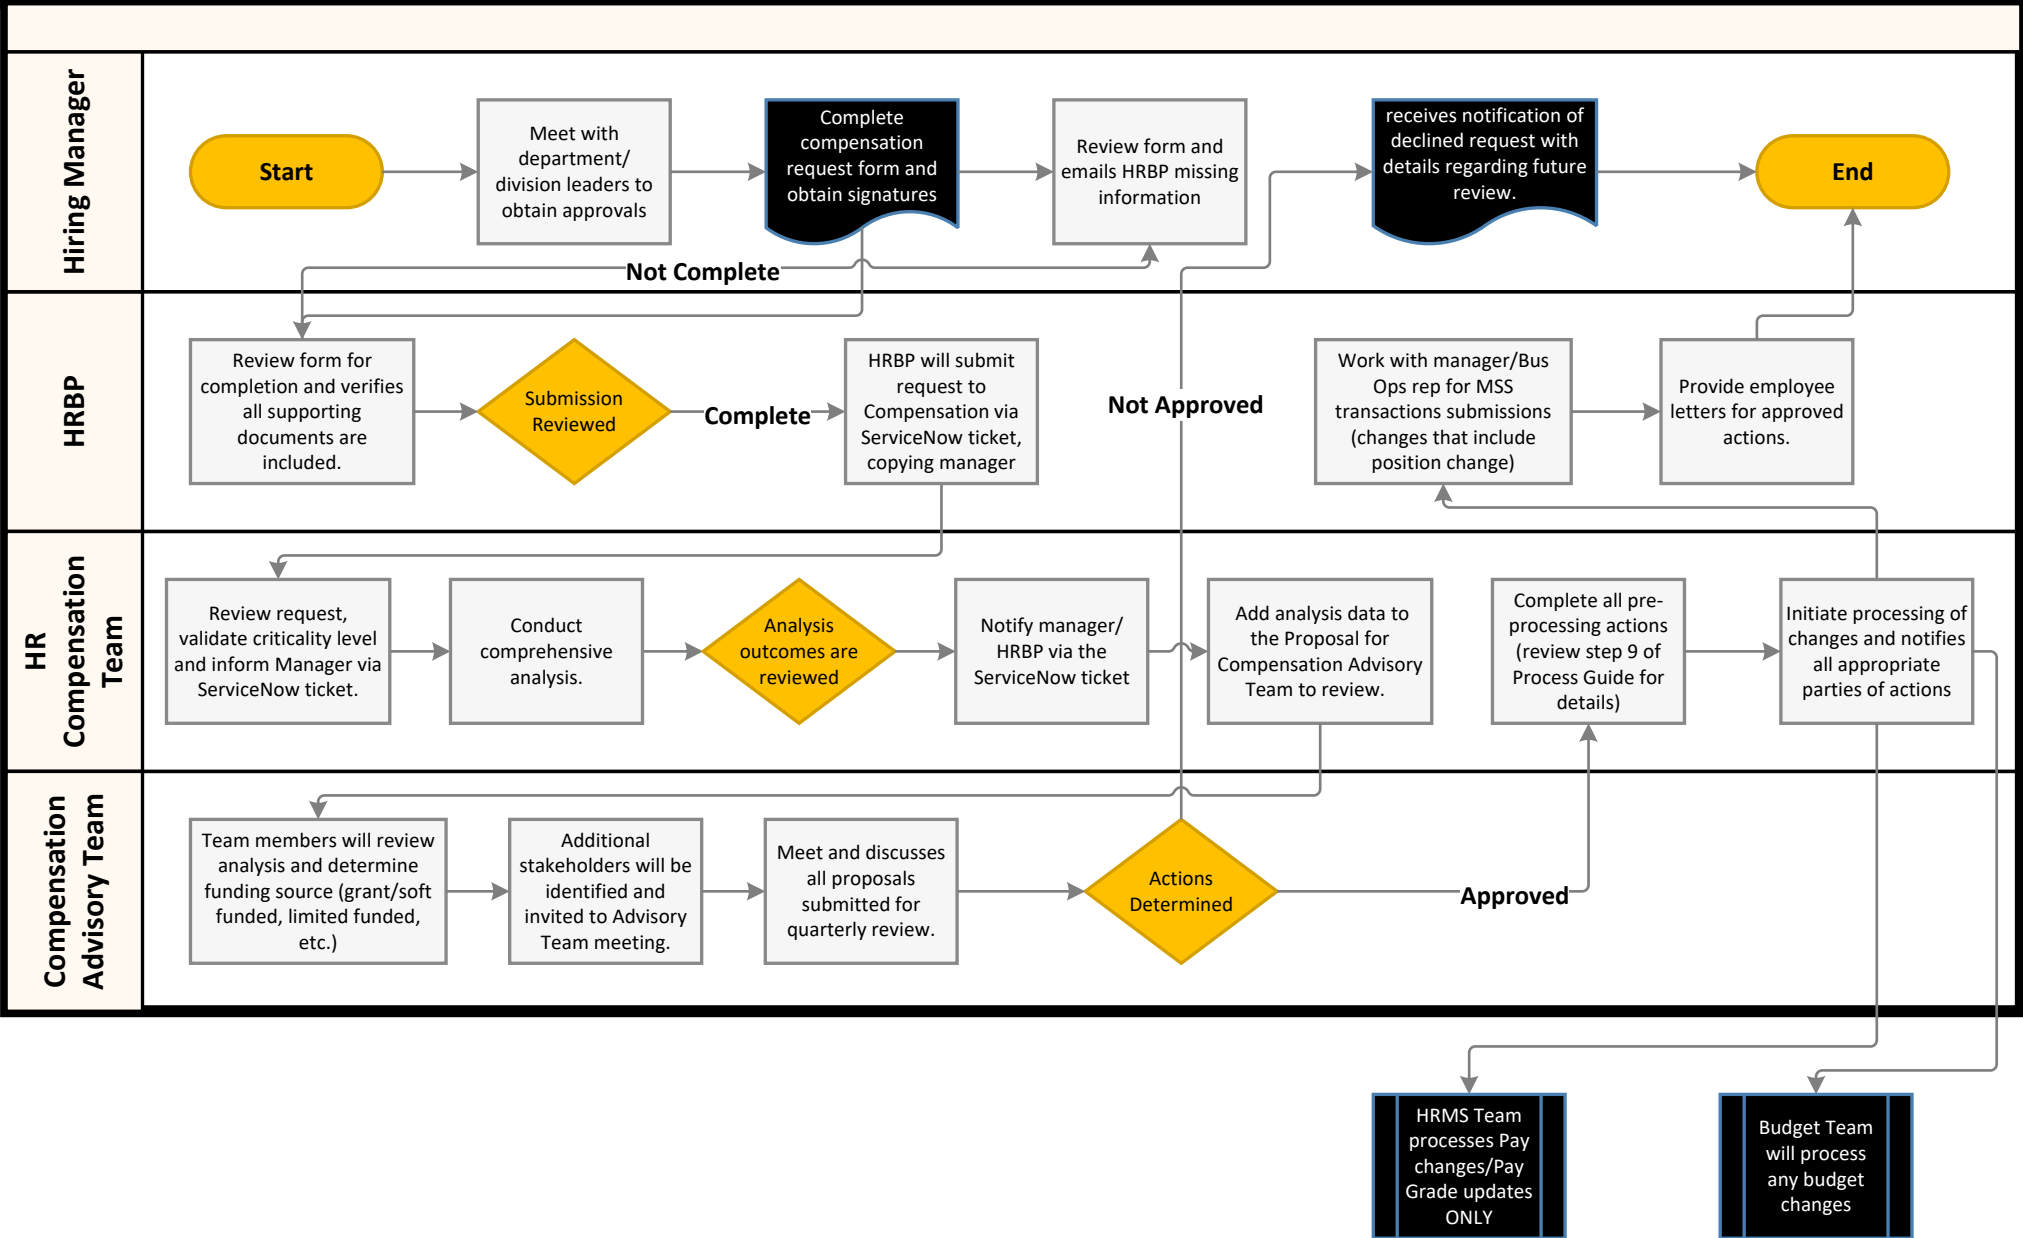 Hiring Manager
Start
Meet with
department/
division leaders to
obtain approvals
Complete
compensation
request form and
obtain signatures
Review form and
emails HRBP missing
information
receives notification of
declined request with
details regarding future
review.
End
Not Complete
HRBP
Review form for
completion and verifies
all supporting
documents are
included.
Submission
Reviewed
Complete
HRBP will submit
request to
Compensation via
ServiceNow ticket,
copying manager
Not Approved
Work with manager/Bus
Ops rep for MSS
transactions submissions
(changes that include
position change)
Provide employee
letters for approved
actions.
HR
Compensation
Team
Review request,
validate criticality level
and inform Manager via
ServiceNow ticket.
Conduct
comprehensive
analysis.
Analysis
outcomes are
reviewed
Notify manager/
HRBP via the
ServiceNow ticket
Add analysis data to
the Proposal for
Compensation Advisory
Team to review.
Complete all pre-
processing actions
(review step 9 of
Process Guide for
details)
Initiate processing of
changes and notifies
all appropriate
parties of actions
Compensation
Advisory Team
Team members will review
analysis and determine
funding source (grant/soft
funded, limited funded,
etc.)
Additional
stakeholders will be
identified and
invited to Advisory
Team meeting.
Meet and discusses
all proposals
submitted for
quarterly review.
Actions
Determined
Approved
HRMS Team
processes Pay
changes/Pay
Grade updates
ONLY
Budget Team
will process
any budget
changes